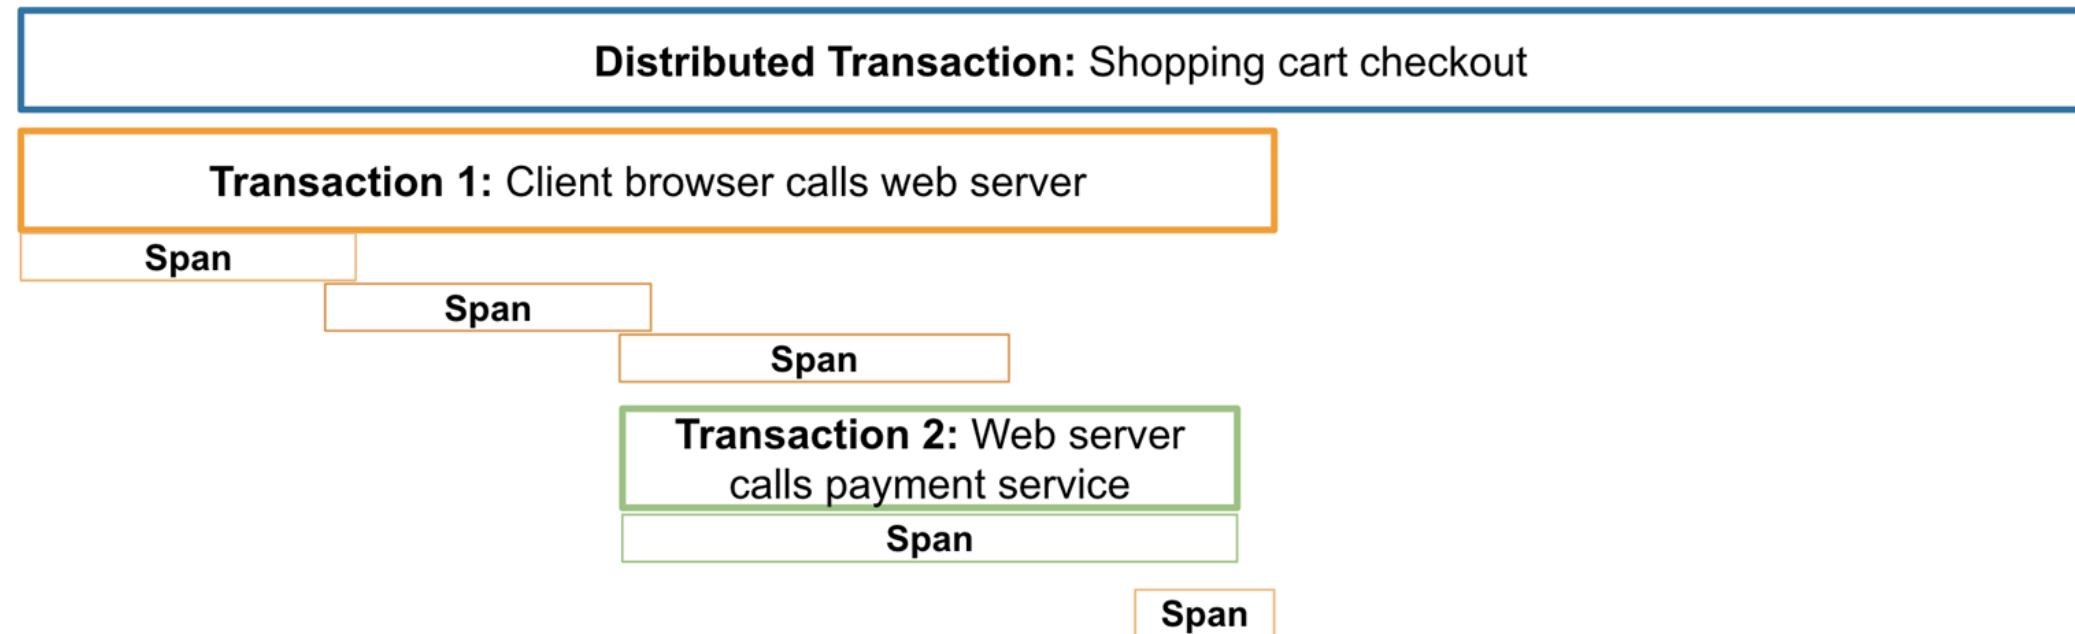 Distributed Transaction: Shopping cart checkout
Transaction 1: Client browser calls web server
Span
Span
Span
Transaction 2: Web server
calls payment service
Span
Span